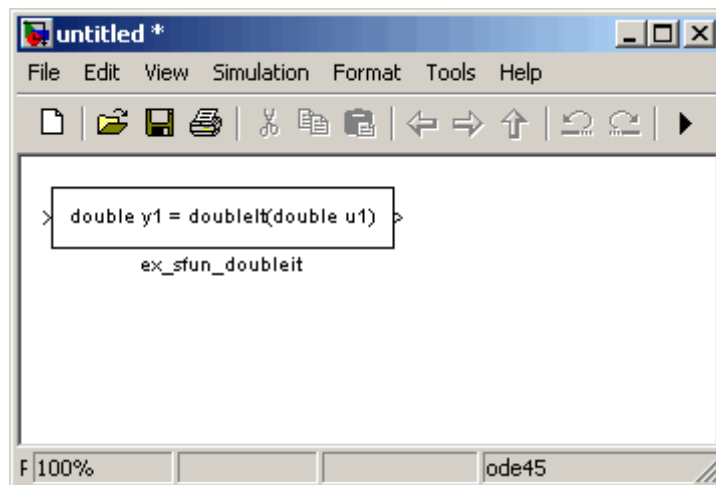 untitled *
File Edit View Simulation Format Tools Help
double y1 = doubleIt(double u1)
ex_sfun_doubleit
F 100% ode45